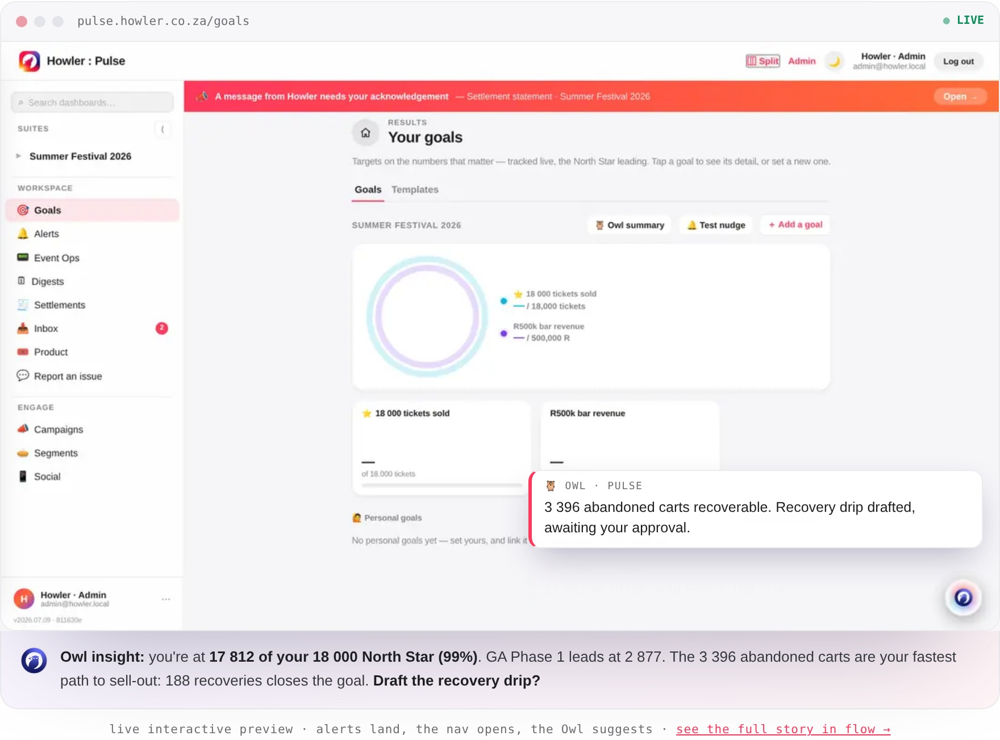 pulse.howler.co.za/goals
LIVE
Howler : Pulse
Split
Admin
Howler · Admin
admin@howler.local
Log out
Search dashboards...
A message from Howler needs your acknowledgement — Settlement statement · Summer Festival 2026
Open →
SUITES
Summer Festival 2026
WORKSPACE
Goals
Alerts
Event Ops
Digests
Settlements
Inbox
2
Product
Report an issue
ENGAGE
Campaigns
Segments
Social
H
Howler · Admin
admin@howler.local
...
v2026.07.09 · 811630e
RESULTS
Your goals
Targets on the numbers that matter — tracked live, the North Star leading. Tap a goal to see its detail, or set a new one.
Goals Templates
SUMMER FESTIVAL 2026
Owl summary
Test nudge
+ Add a goal
18 000 tickets sold
— / 18,000 tickets
R500k bar revenue
— / 500,000 R
18 000 tickets sold
—
of 18,000 tickets
R500k bar revenue
—
Personal goals
No personal goals yet — set yours, and link it
OWL · PULSE
3 396 abandoned carts recoverable. Recovery drip drafted,
awaiting your approval.
Owl insight: you're at 17 812 of your 18 000 North Star (99%). GA Phase 1 leads at 2 877. The 3 396 abandoned carts are your fastest
path to sell-out: 188 recoveries closes the goal. Draft the recovery drip?
live interactive preview · alerts land, the nav opens, the Owl suggests · see the full story in flow →